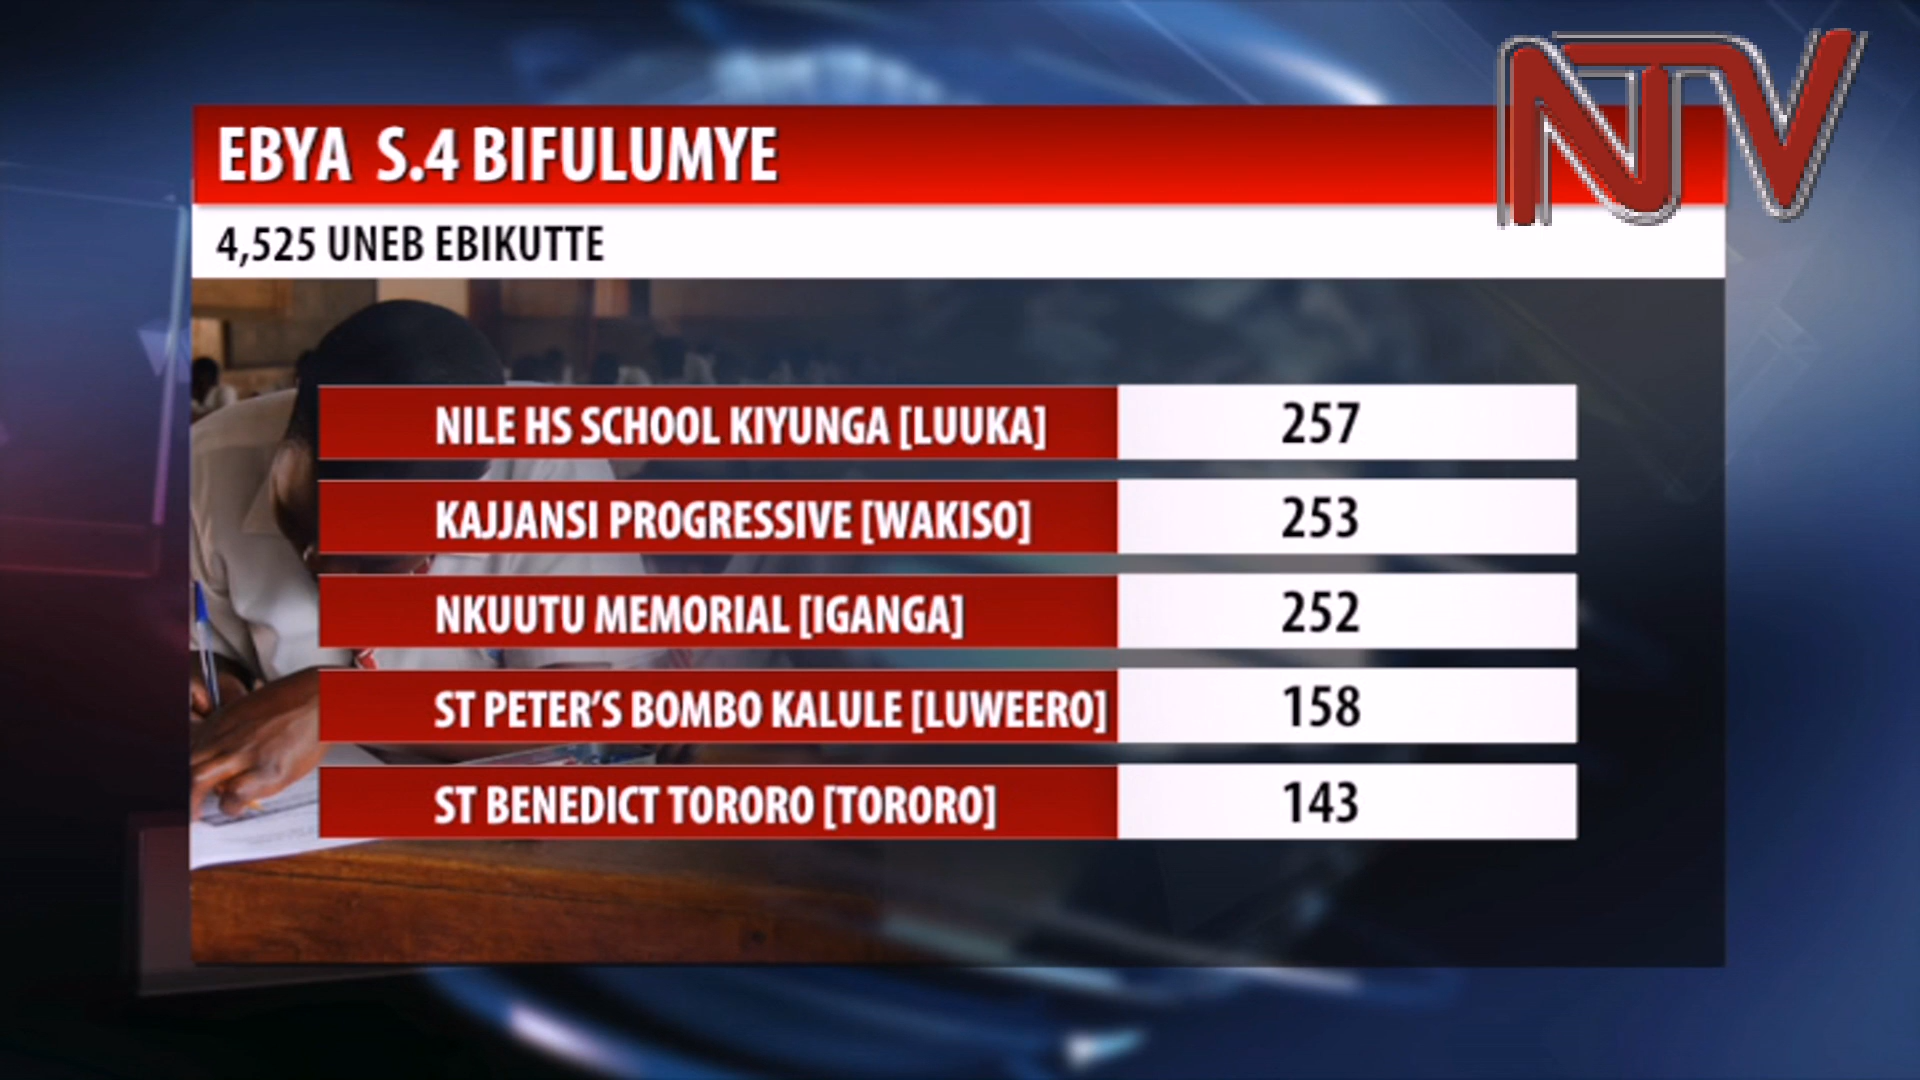 NTV
EBYA S.4 BIFULUMYE
4,525 UNEB EBIKUTTE
NILE HS SCHOOL KIYUNGA [LUUKA] 257
KAJJANSI PROGRESSIVE [WAKISO] 253
NKUUTU MEMORIAL [IGANGA] 252
ST PETER’S BOMBO KALULE [LUWEERO] 158
ST BENEDICT TORORO [TORORO] 143